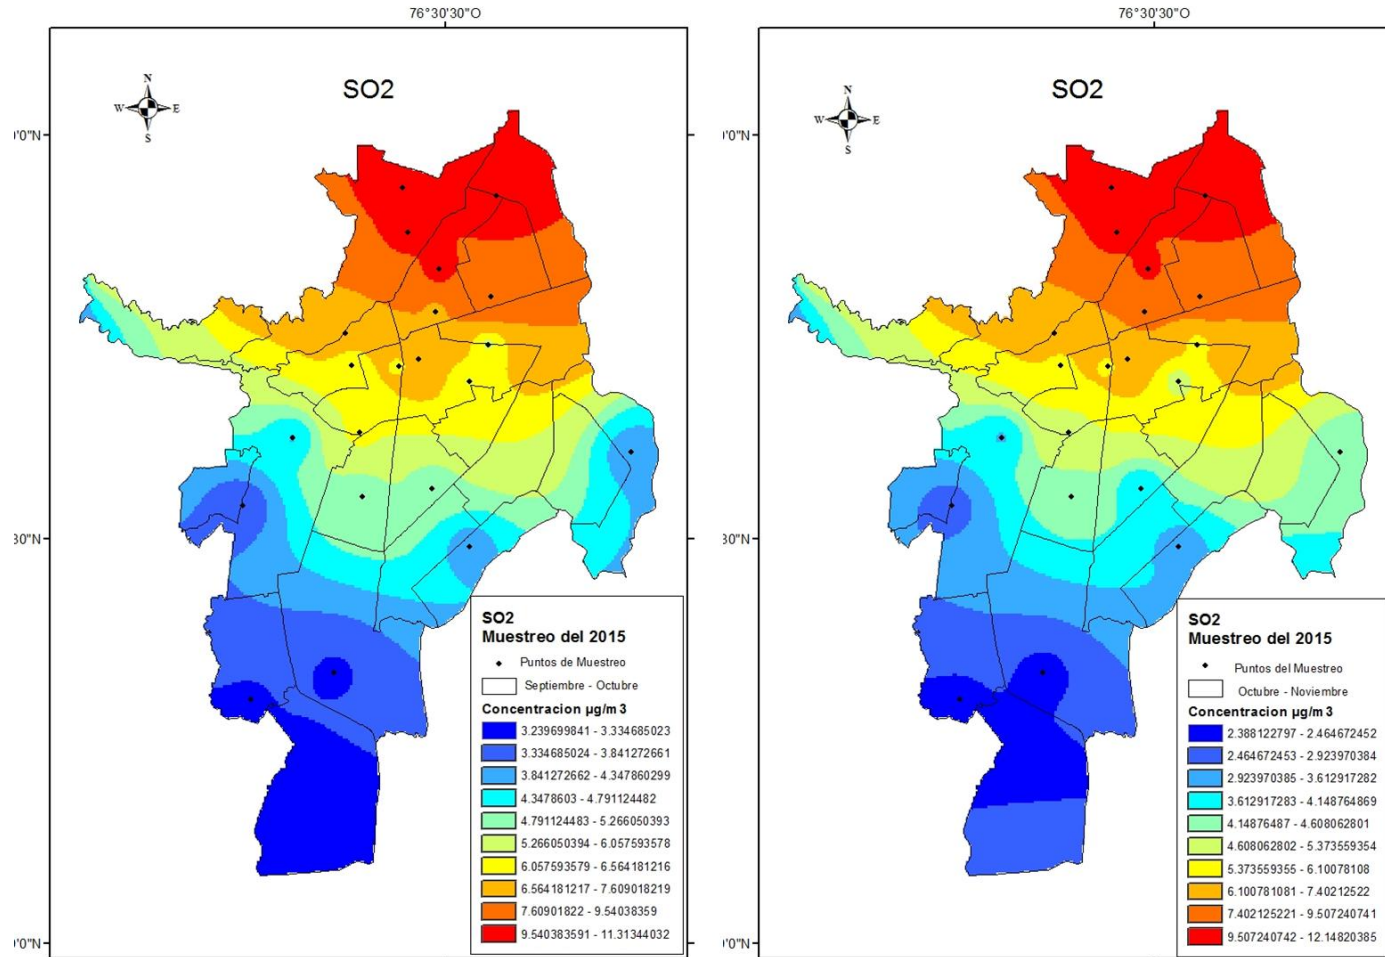 76°30'30"O
SO2
N
W
E
S
)'0"N
30"N
)'0"N
SO2
Muestreo del 2015
Puntos de Muestreo
Septiembre - Octubre
Concentracion µg/m 3
3.239699841 - 3.334685023
3.334685024 - 3.841272661
3.841272662 - 4.347860299
4.3478603 - 4.791124482
4.791124483 - 5.266050393
5.266050394 - 6.057593578
6.057593579 - 6.564181216
6.564181217 - 7.609018219
7.60901822 - 9.54038359
9.540383591 - 11.31344032
76°30'30"O
SO2
N
W
E
S
)'0"N
30"N
)'0"N
SO2
Muestreo del 2015
Puntos del Muestreo
Octubre - Noviembre
Concentracion µg/m 3
2.388122797 - 2.464672452
2.464672453 - 2.923970384
2.923970385 - 3.612917282
3.612917283 - 4.148764869
4.14876487 - 4.608062801
4.608062802 - 5.373559354
5.373559355 - 6.10078108
6.100781081 - 7.40212522
7.402125221 - 9.507240741
9.507240742 - 12.14820385